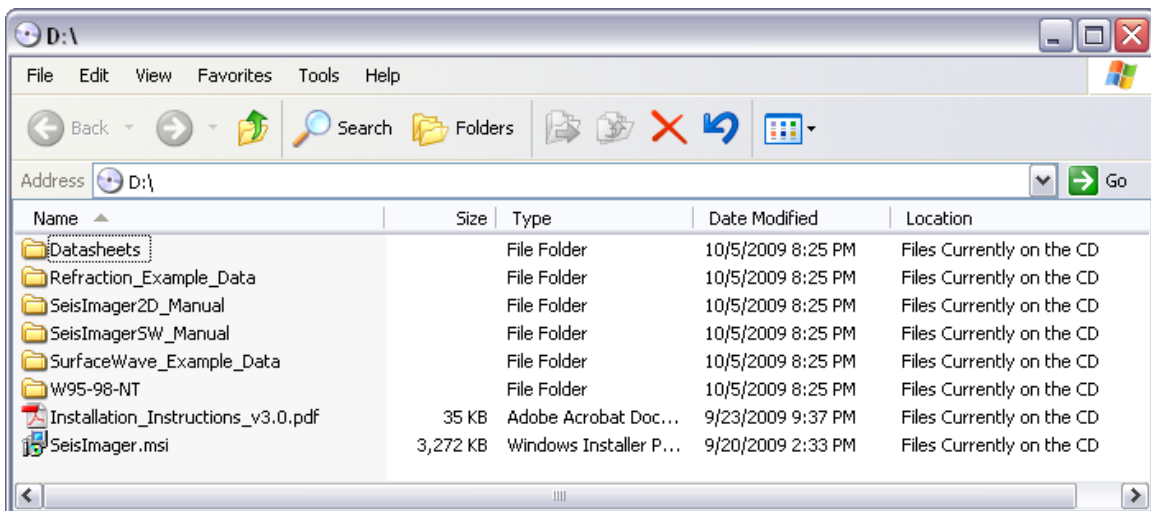 D:\
File Edit View Favorites Tools Help
Back Search Folders
Address D:\ Go
Name Size Type Date Modified Location
Datasheets File Folder 10/5/2009 8:25 PM Files Currently on the CD
Refraction_Example_Data File Folder 10/5/2009 8:25 PM Files Currently on the CD
SeisImager2D_Manual File Folder 10/5/2009 8:25 PM Files Currently on the CD
SeisImagerSW_Manual File Folder 10/5/2009 8:25 PM Files Currently on the CD
SurfaceWave_Example_Data File Folder 10/5/2009 8:25 PM Files Currently on the CD
W95-98-NT File Folder 10/5/2009 8:25 PM Files Currently on the CD
Installation_Instructions_v3.0.pdf 35 KB Adobe Acrobat Doc... 9/23/2009 9:37 PM Files Currently on the CD
SeisImager.msi 3,272 KB Windows Installer P... 9/20/2009 2:33 PM Files Currently on the CD